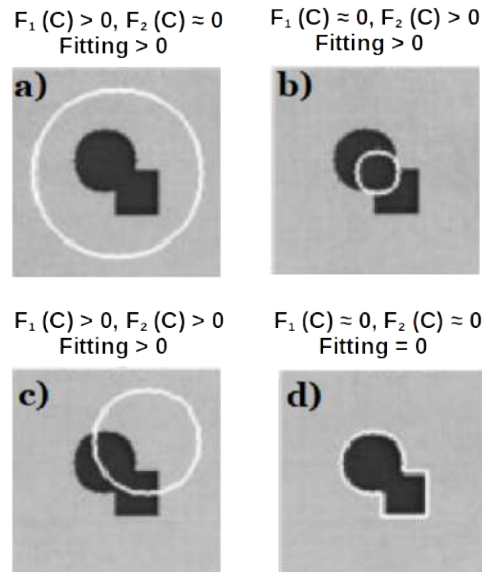 F₁ (C) > 0, F₂ (C) ≈ 0
Fitting > 0
F₁ (C) ≈ 0, F₂ (C) > 0
Fitting > 0
a)
b)
F₁ (C) > 0, F₂ (C) > 0
Fitting > 0
F₁ (C) ≈ 0, F₂ (C) ≈ 0
Fitting = 0
c)
d)